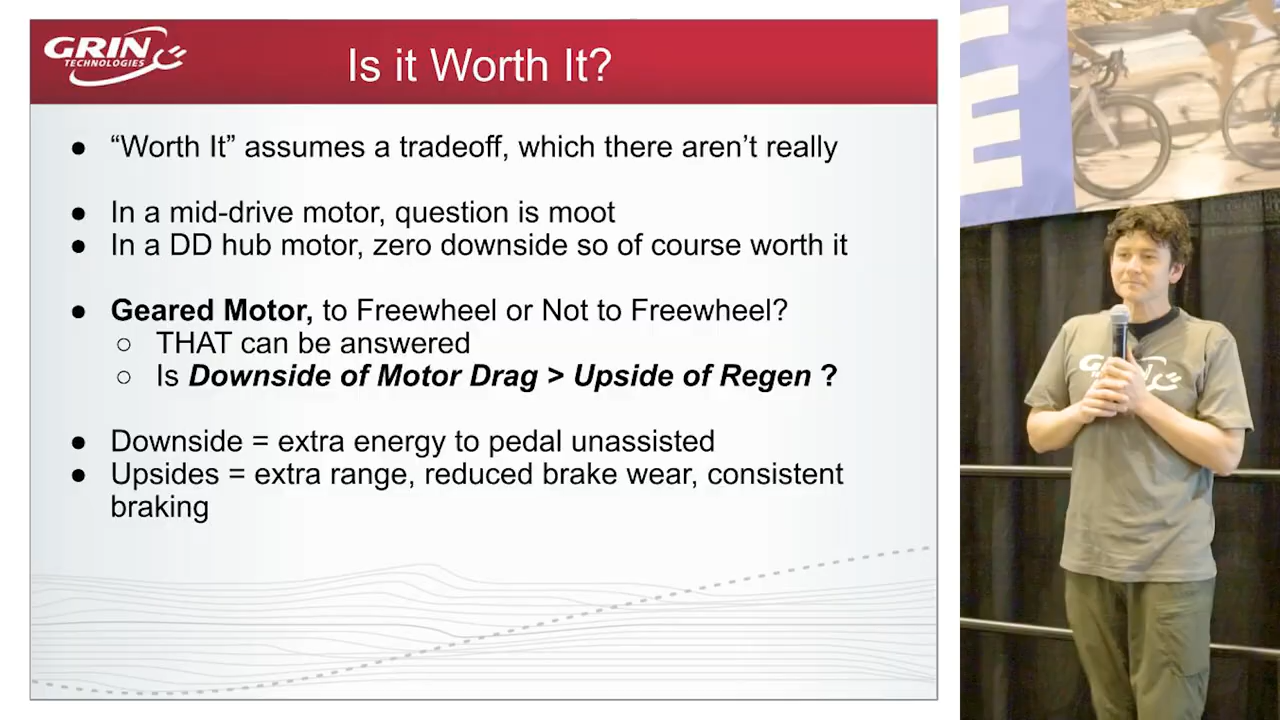 GRIN
TECHNOLOGIES
Is it Worth It?
● “Worth It” assumes a tradeoff, which there aren’t really
● In a mid-drive motor, question is moot
● In a DD hub motor, zero downside so of course worth it
● Geared Motor, to Freewheel or Not to Freewheel?
○ THAT can be answered
○ Is Downside of Motor Drag > Upside of Regen ?
● Downside = extra energy to pedal unassisted
● Upsides = extra range, reduced brake wear, consistent
braking
E
GRIN